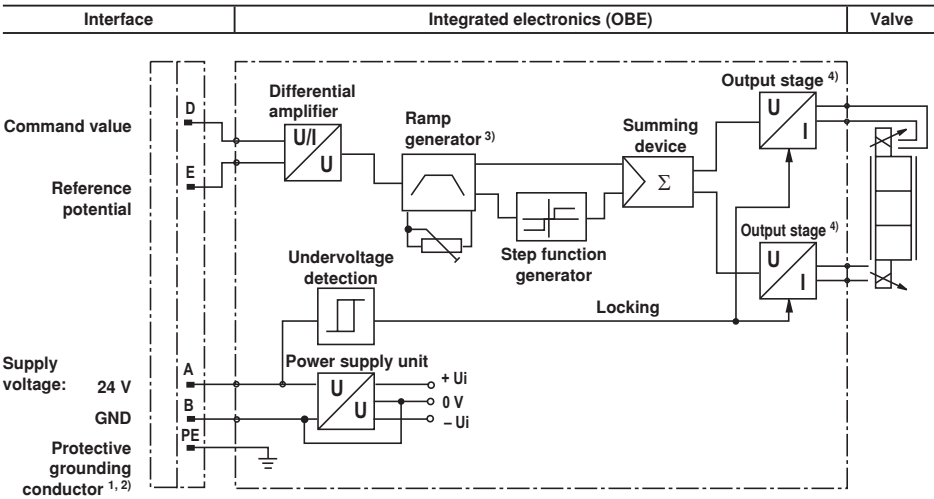 Interface
Integrated electronics (OBE)
Valve
Command value
D
Reference
potential
E
Differential
amplifier
U/I
U
Ramp
generator 3)
Step function
generator
Summing
device
Σ
Output stage 4)
U
I
Output stage 4)
U
I
Undervoltage
detection
Locking
Supply
voltage:
24 V
A
GND
B
Protective
grounding
conductor 1, 2)
PE
Power supply unit
U
U
+ Ui
0 V
– Ui